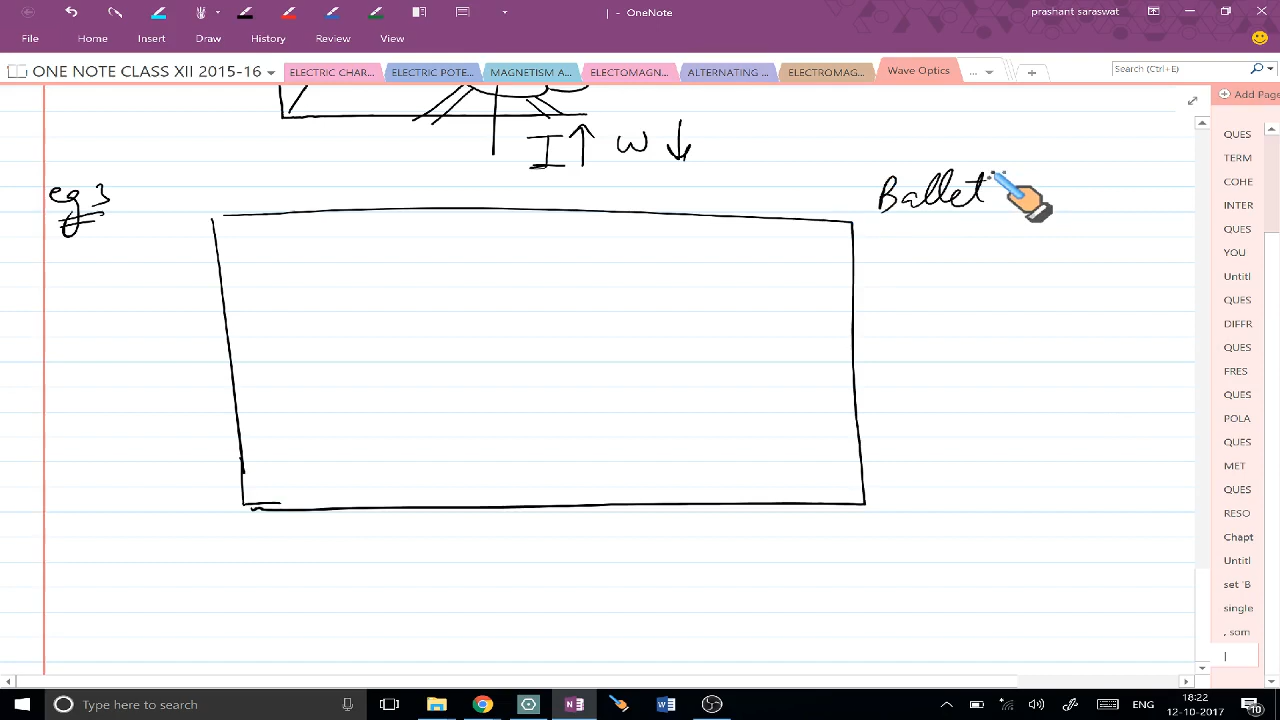 prashant saraswat
| - OneNote
File Home Insert Draw History Review View
ONE NOTE CLASS XII 2015-16
ELECTRIC CHAR... ELECTRIC POTE... MAGNETISM A... ELECTOMAGN... ALTERNATING ... ELECTROMAG... Wave Optics ...
Search (Ctrl+E)
Add Page
I↑ ω↓
eg 3
Ballet
QUES
TERM
COHE
INTER
QUES
YOU
Untitl
QUES
DIFFR
QUES
FRES
QUES
POLA
QUES
MET
QUES
RESO
Chapt
Untitl
set 'B
single
, som
Type here to search
ENG
18:22
12-10-2017
10